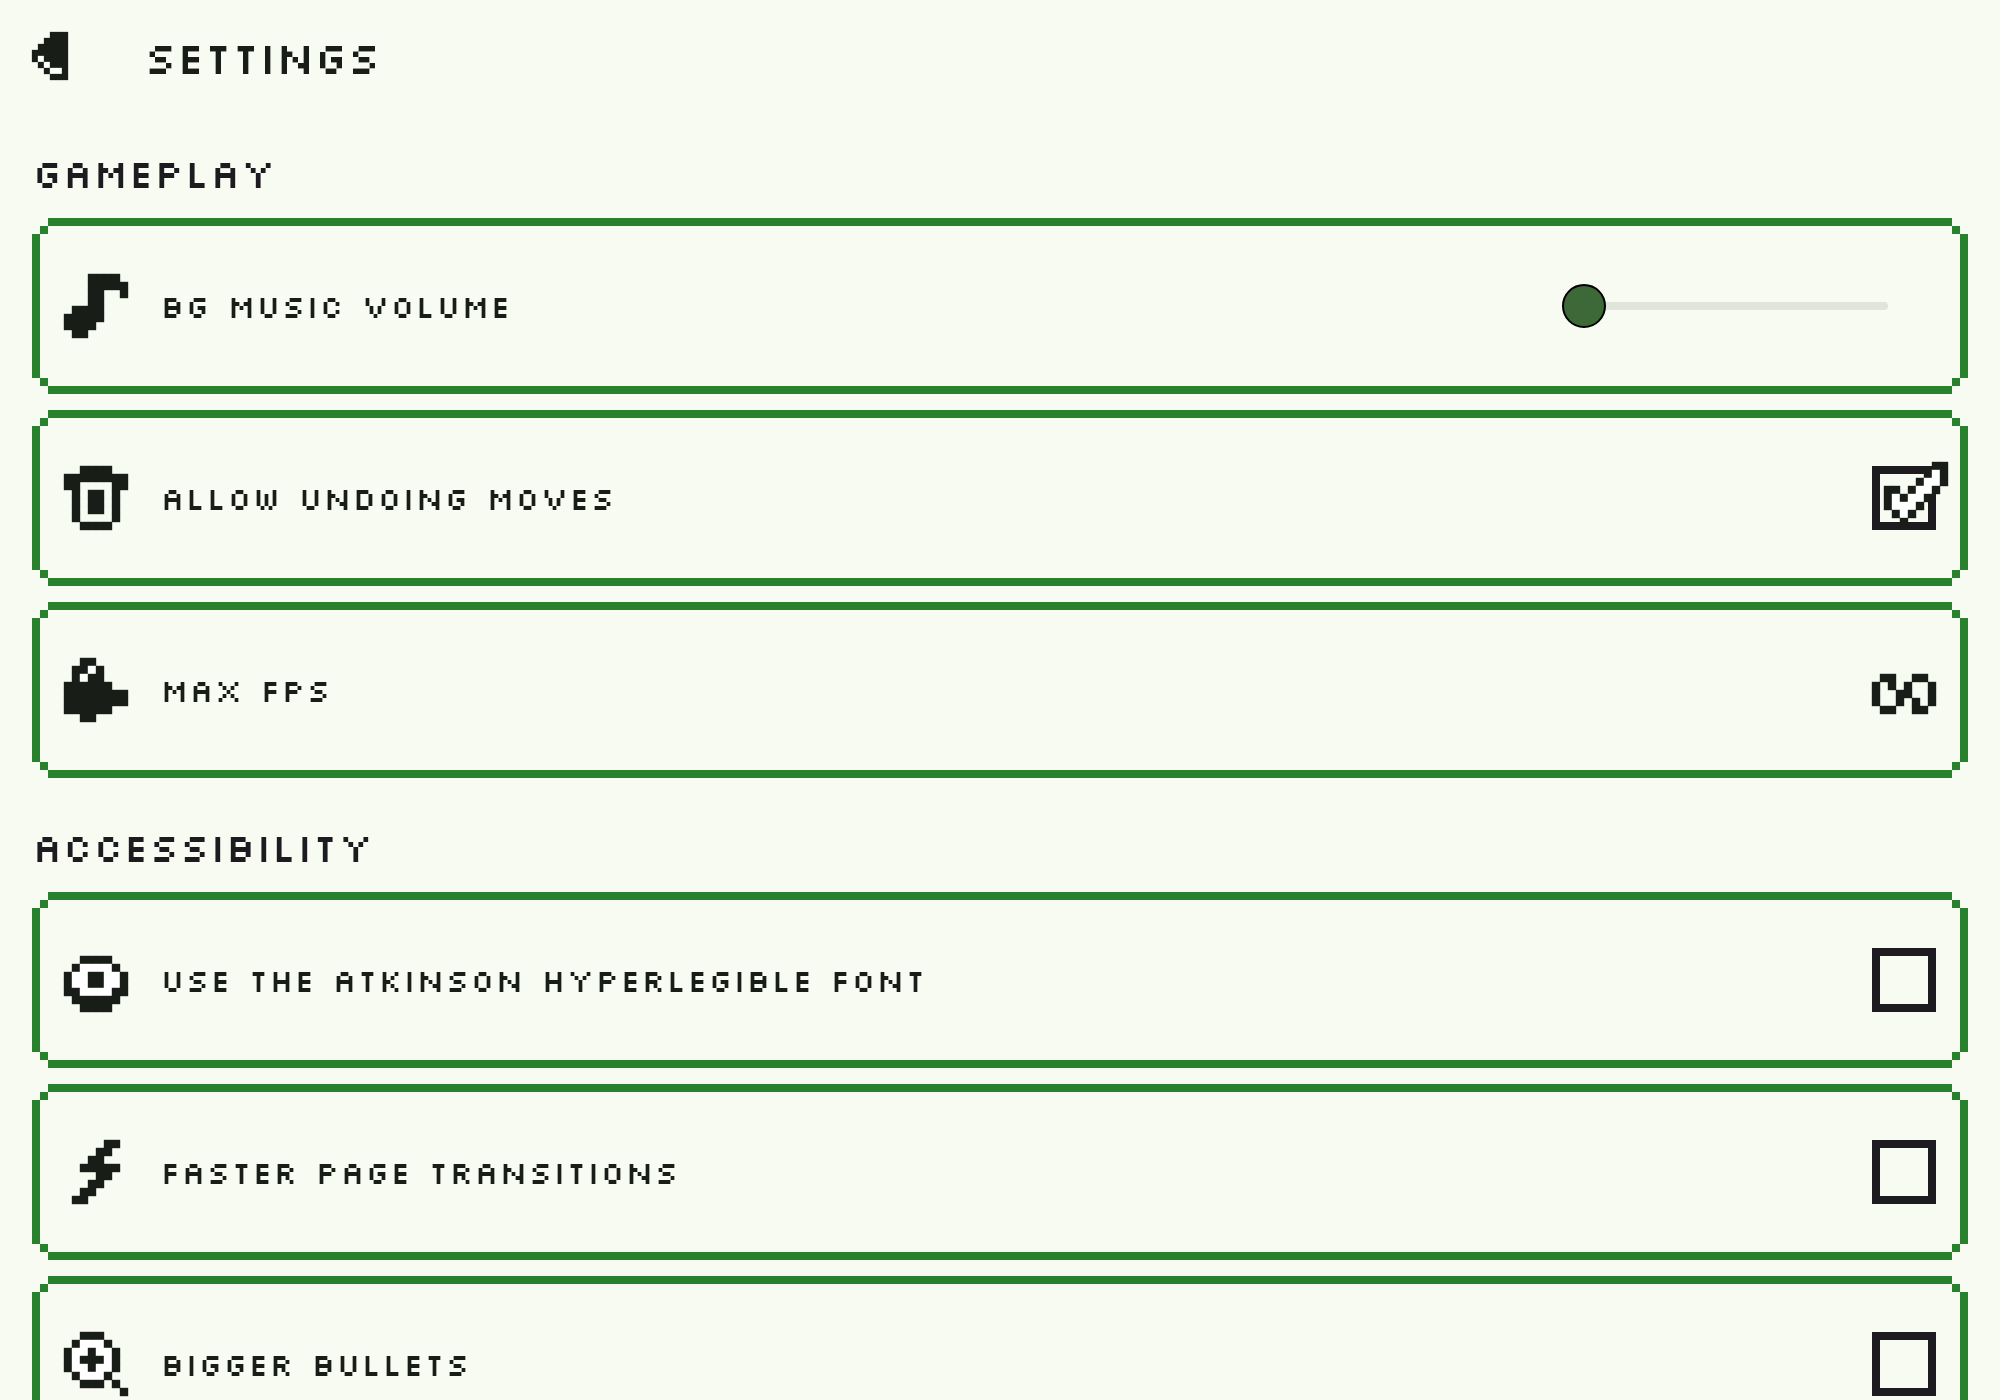 SETTINGS
GAMEPLAY
BG MUSIC VOLUME
ALLOW UNDOING MOVES
MAX FPS
∞
ACCESSIBILITY
USE THE ATKINSON HYPERLEGIBLE FONT
FASTER PAGE TRANSITIONS
BIGGER BULLETS